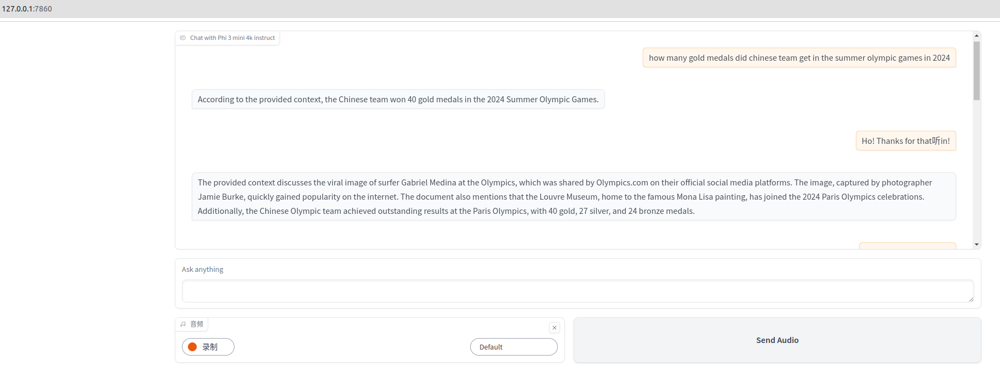 127.0.0.1:7860
Chat with Phi 3 mini 4k instruct
how many gold medals did chinese team get in the summer olympic games in 2024
According to the provided context, the Chinese team won 40 gold medals in the 2024 Summer Olympic Games.
Ho! Thanks for that听in!
The provided context discusses the viral image of surfer Gabriel Medina at the Olympics, which was shared by Olympics.com on their official social media platforms. The image, captured by photographer
Jamie Burke, quickly gained popularity on the internet. The document also mentions that the Louvre Museum, home to the famous Mona Lisa painting, has joined the 2024 Paris Olympics celebrations.
Additionally, the Chinese Olympic team achieved outstanding results at the Paris Olympics, with 40 gold, 27 silver, and 24 bronze medals.
Ask anything
音频
录制
Default
Send Audio